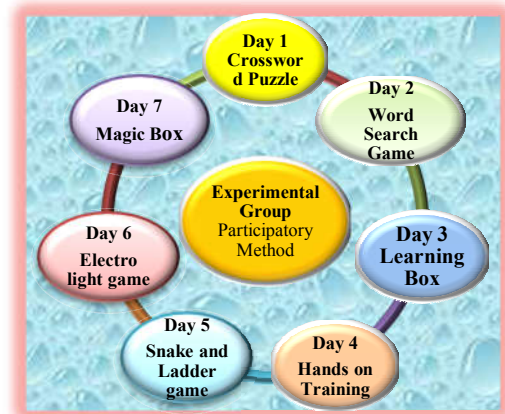 Day 1
Crosswor
d Puzzle
Day 2
Word
Search
Game
Day 3
Learning
Box
Day 4
Hands on
Training
Day 5
Snake and
Ladder
game
Day 6
Electro
light game
Day 7
Magic Box
Experimental
Group
Participatory
Method